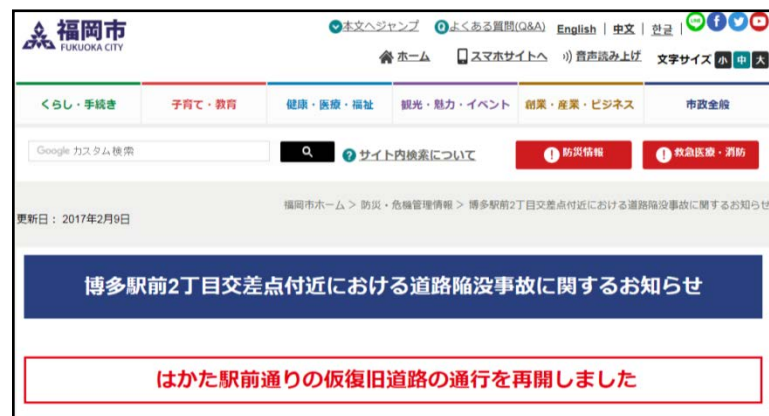 福岡市
FUKUOKA CITY
本文へジャンプ よくある質問(Q&A) English | 中文 | 한글 |
ホーム スマホサイトへ 音声読み上げ 文字サイズ 小 中 大
くらし・手続き 子育て・教育 健康・医療・福祉 観光・魅力・イベント 創業・産業・ビジネス 市政全般
Google カスタム検索 サイト内検索について 防災情報 救急医療・消防
福岡市ホーム > 防災・危機管理情報 > 博多駅前2丁目交差点付近における道路陥没事故に関するお知らせ
更新日： 2017年2月9日
博多駅前2丁目交差点付近における道路陥没事故に関するお知らせ
はかた駅前通りの仮復旧道路の通行を再開しました